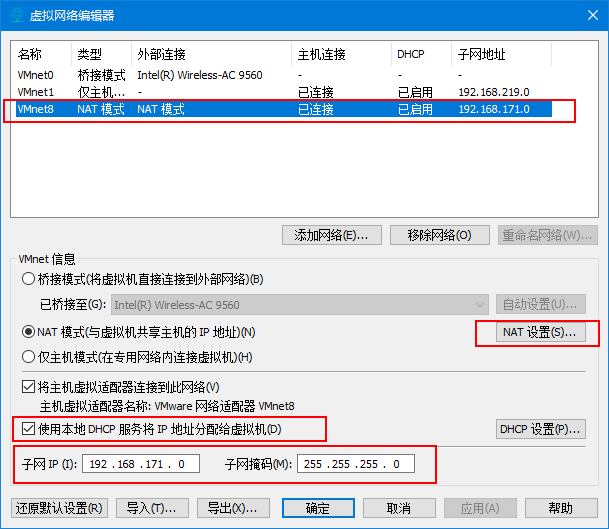 虚拟网络编辑器
名称 类型 外部连接 主机连接 DHCP 子网地址
VMnet0 桥接模式 Intel(R) Wireless-AC 9560 - - -
VMnet1 仅主机... - 已连接 已启用 192.168.219.0
VMnet8 NAT 模式 NAT 模式 已连接 已启用 192.168.171.0
添加网络(E)... 移除网络(O) 重命名网络(W)...
VMnet 信息
桥接模式(将虚拟机直接连接到外部网络)(B)
已桥接至(G): Intel(R) Wireless-AC 9560 自动设置(U)...
NAT 模式(与虚拟机共享主机的 IP 地址)(N) NAT 设置(S)...
仅主机模式(在专用网络内连接虚拟机)(H)
将主机虚拟适配器连接到此网络(V)
主机虚拟适配器名称: VMware 网络适配器 VMnet8
使用本地 DHCP 服务将 IP 地址分配给虚拟机(D) DHCP 设置(P)...
子网 IP (I): 192 . 168 . 171 . 0 子网掩码(M): 255 . 255 . 255 . 0
还原默认设置(R) 导入(T)... 导出(X)... 确定 取消 应用(A) 帮助